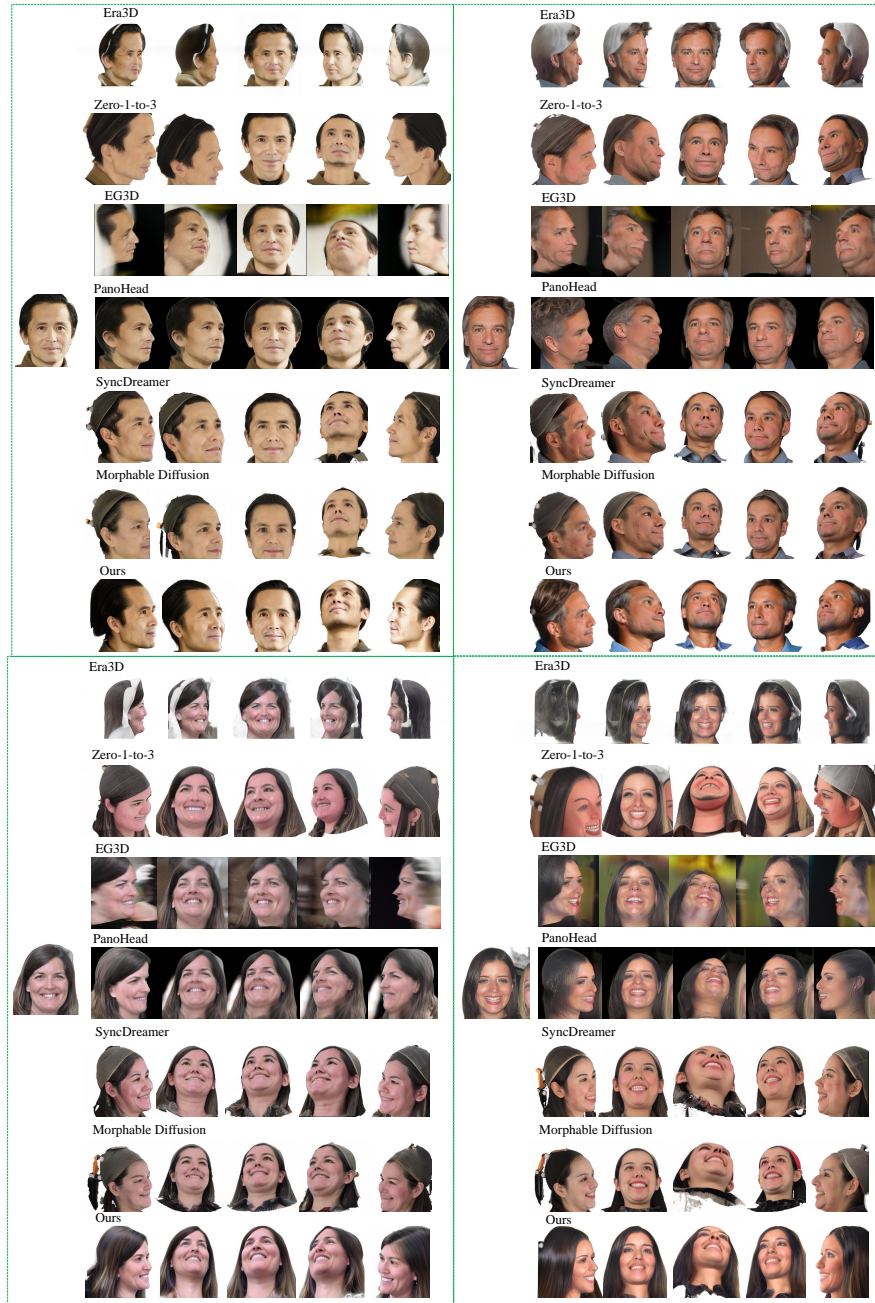 Era3D
Zero-1-to-3
EG3D
PanoHead
SyncDreamer
Morphable Diffusion
Ours
Era3D
Zero-1-to-3
EG3D
PanoHead
SyncDreamer
Morphable Diffusion
Ours
Era3D
Zero-1-to-3
EG3D
PanoHead
SyncDreamer
Morphable Diffusion
Ours
Era3D
Zero-1-to-3
EG3D
PanoHead
SyncDreamer
Morphable Diffusion
Ours